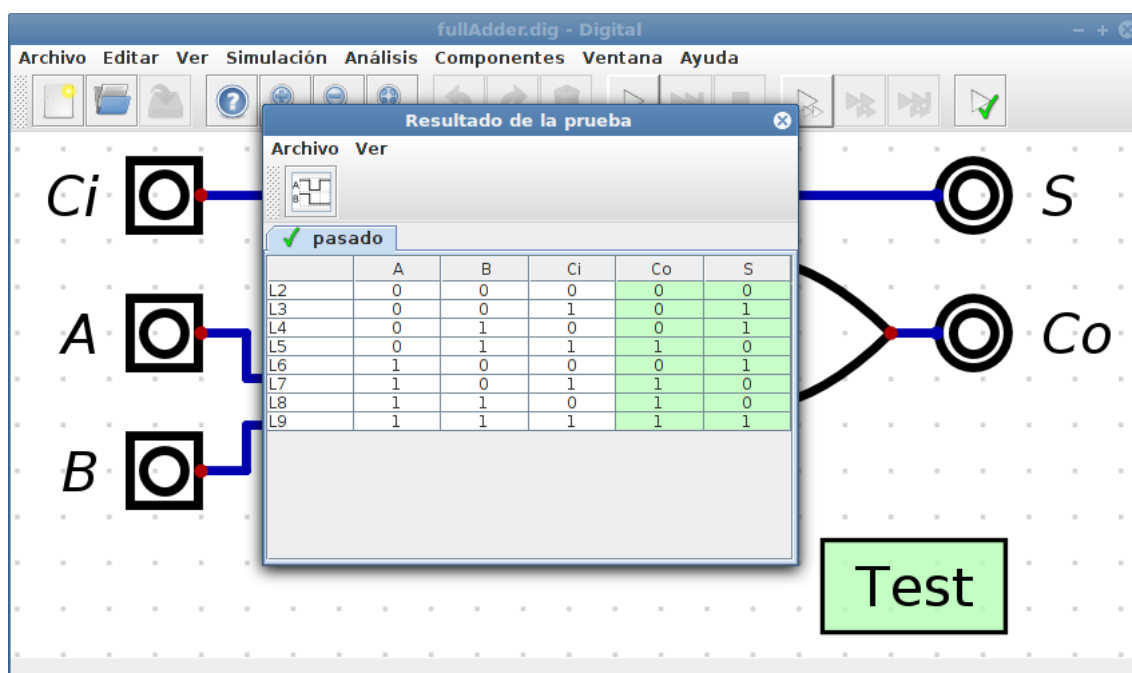 fullAdder.dig - Digital
Archivo Editar Ver Simulación Análisis Componentes Ventana Ayuda
Resultado de la prueba
Archivo Ver
A
B
pasado
A B Ci Co S
L2 0 0 0 0 0
L3 0 0 1 0 1
L4 0 1 0 0 1
L5 0 1 1 1 0
L6 1 0 0 0 1
L7 1 0 1 1 0
L8 1 1 0 1 0
L9 1 1 1 1 1
Ci
A
B
S
Co
Test